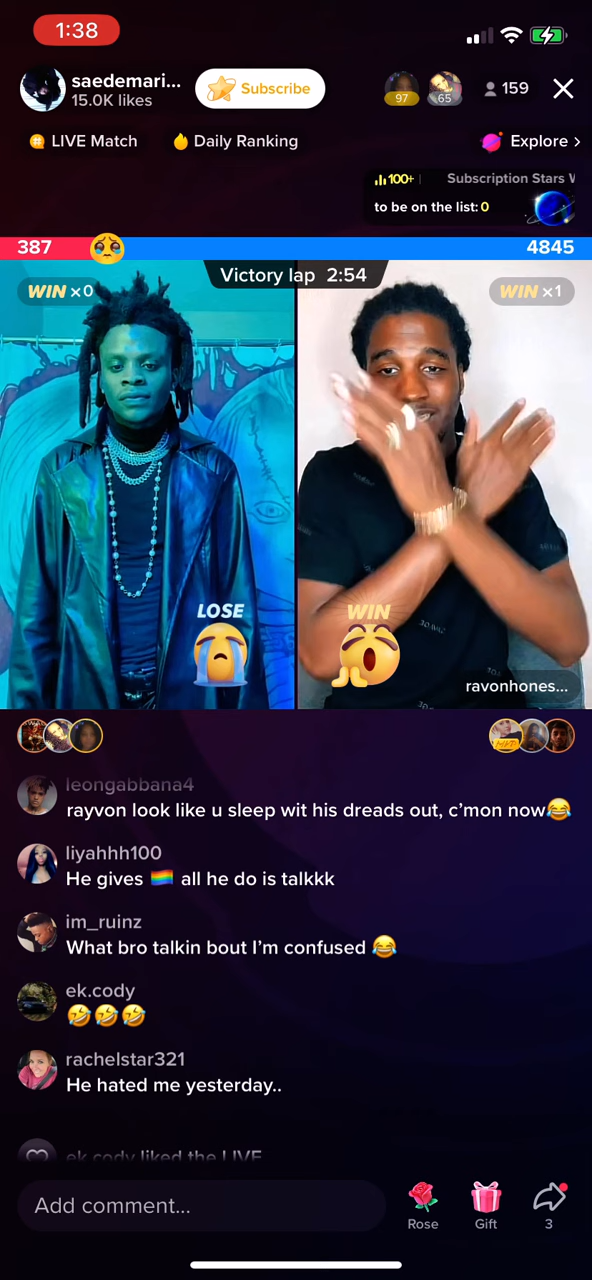 1:38
saedemari...
15.0K likes
Subscribe
97
65
159
LIVE Match
Daily Ranking
Explore >
100+
Subscription Stars
to be on the list: 0
387
4845
Victory lap 2:54
WIN x0
WIN x1
LOSE
WIN
ravonhones...
leongabbana4
rayvon look like u sleep wit his dreads out, c’mon now😂
liyahhh100
He gives 🏳️‍🌈 all he do is talkkk
im_ruinz
What bro talkin bout I’m confused 😂
ek.cody
🤣🤣🤣
rachelstar321
He hated me yesterday..
ek.cody liked the LIVE
Add comment...
Rose
Gift
3